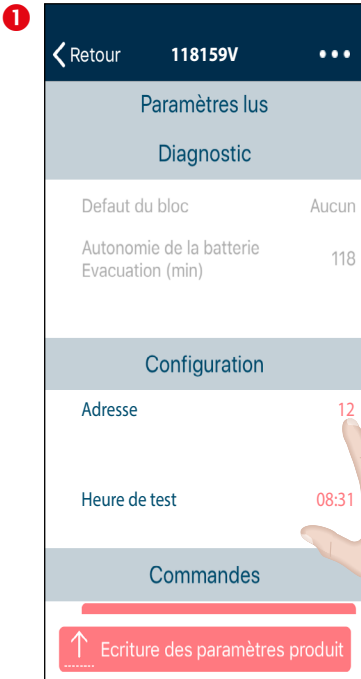 1
Retour 118159V
Paramètres lus
Diagnostic
Defaut du bloc Aucun
Autonomie de la batterie
Evacuation (min) 118
Configuration
Adresse 12
Heure de test 08:31
Commandes
Ecriture des paramètres produit